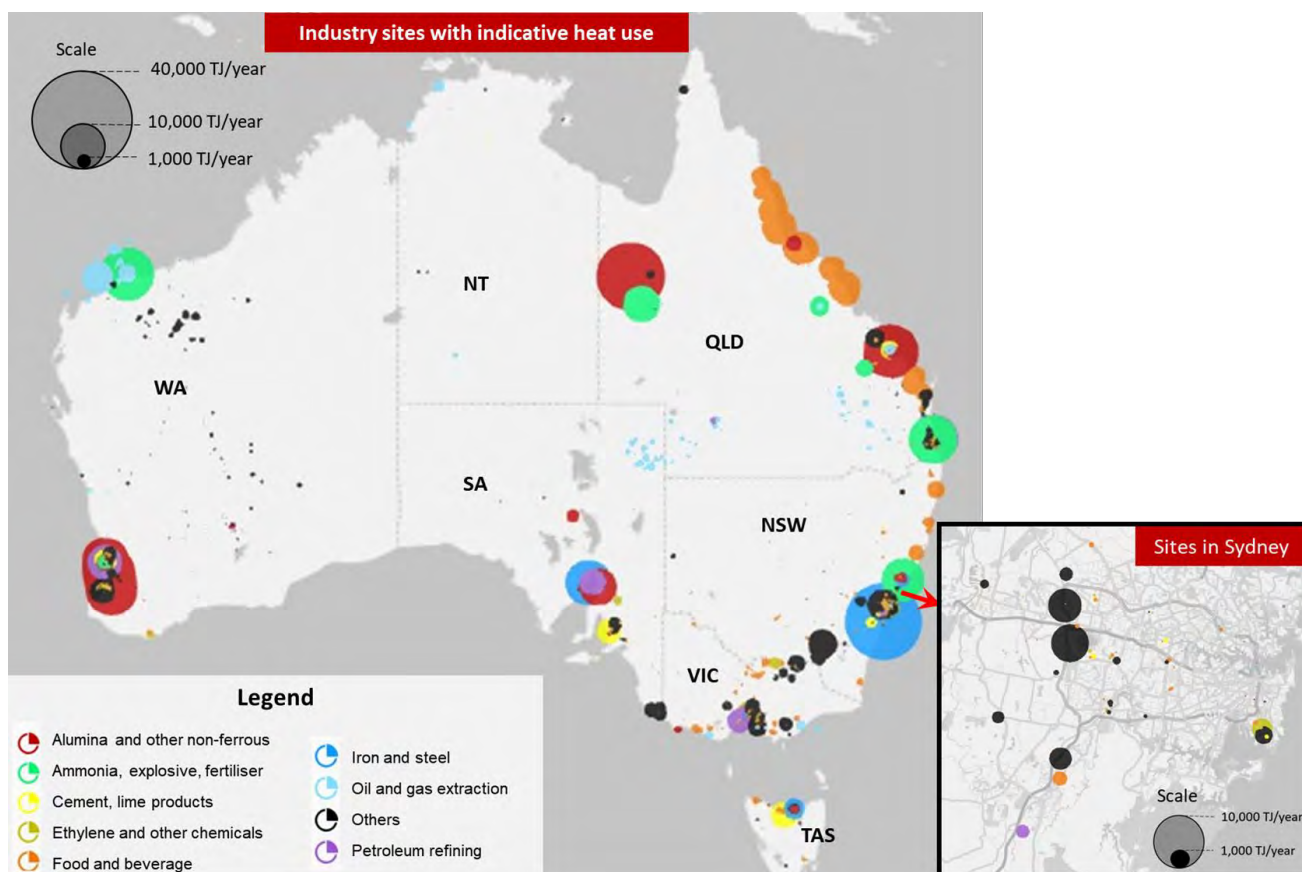 Industry sites with indicative heat use
Scale
40,000 TJ/year
10,000 TJ/year
1,000 TJ/year
NT
QLD
WA
SA
NSW
VIC
TAS
Legend
Alumina and other non-ferrous
Ammonia, explosive, fertiliser
Cement, lime products
Ethylene and other chemicals
Food and beverage
Iron and steel
Oil and gas extraction
Others
Petroleum refining
Sites in Sydney
Scale
10,000 TJ/year
1,000 TJ/year